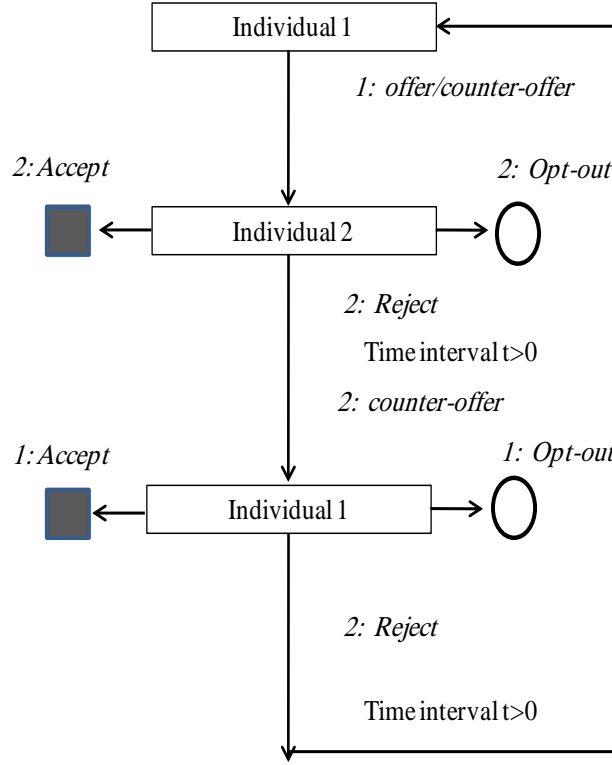 Individual 1
1: offer/counter-offer
2: Accept
2: Opt-out
Individual 2
2: Reject
Time interval t>0
2: counter-offer
1: Accept
1: Opt-out
Individual 1
2: Reject
Time interval t>0